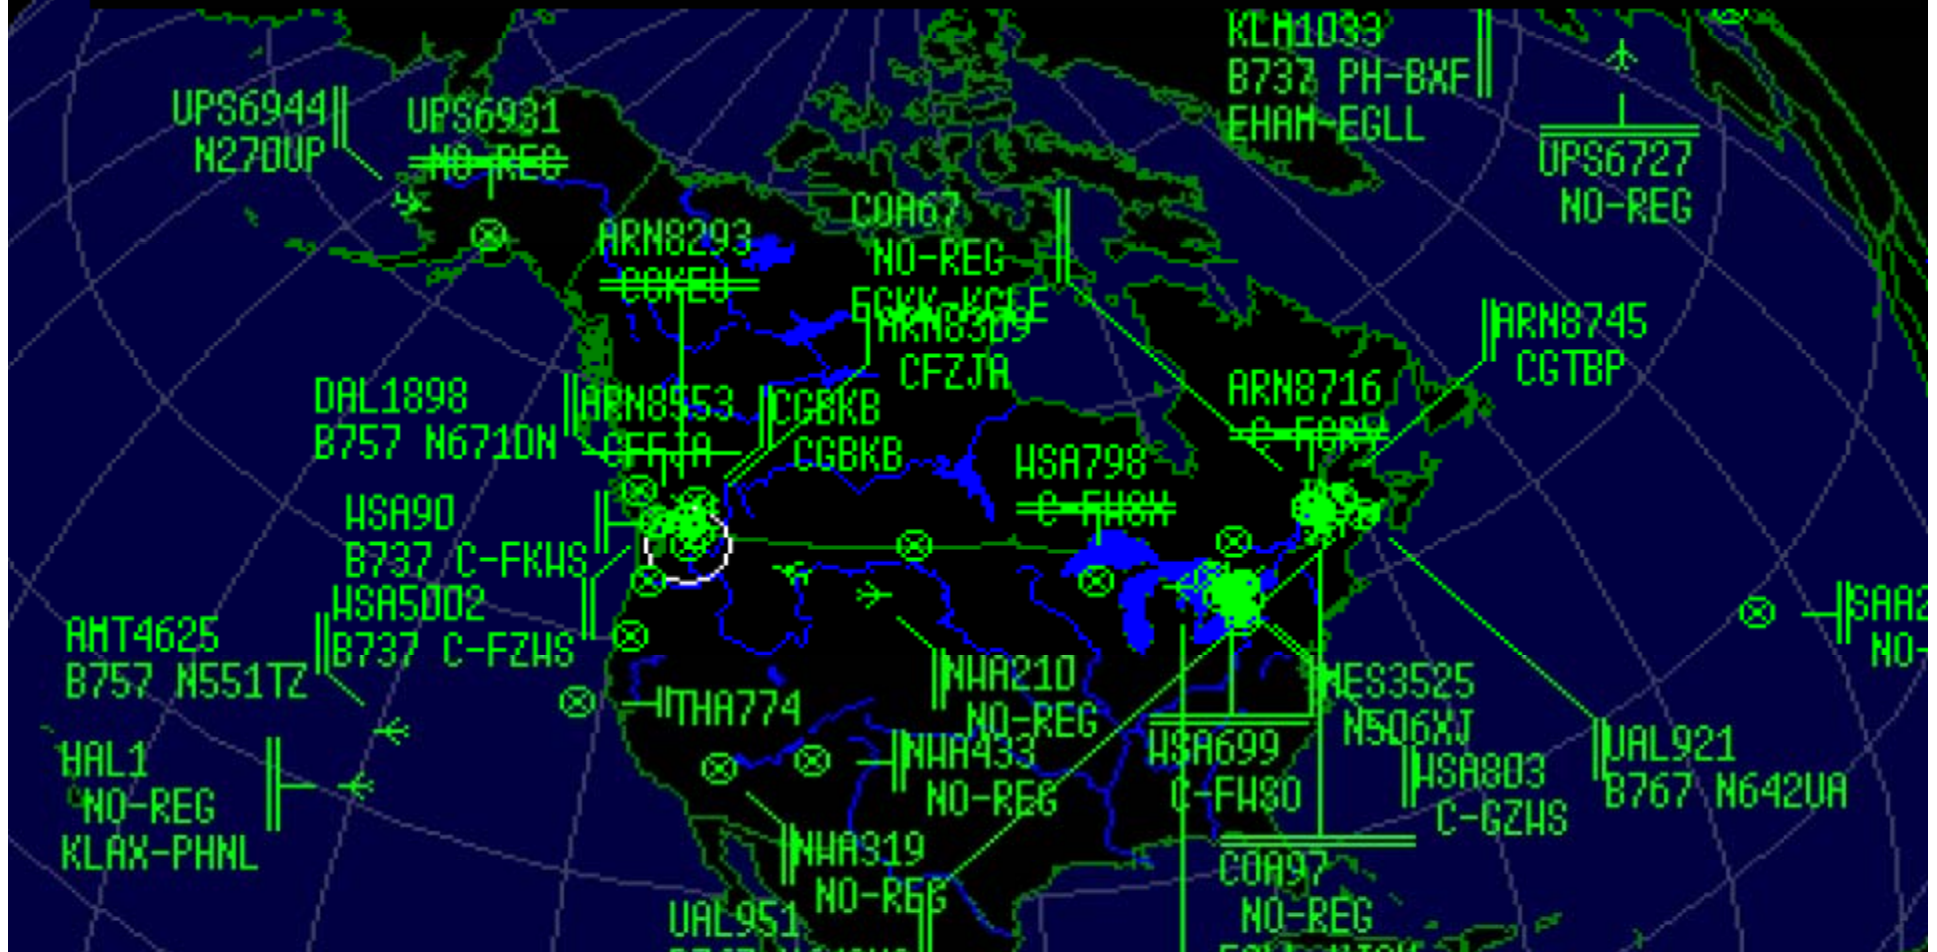 KLM1033
B737 PH-BXF
EHAM-EGLL
UPS6944
N270UP
UPS6931
NO-REG
UPS6727
NO-REG
COA67
NO-REG
ARN8293
CGKEU
ARN8309
CFZJA
ARN8745
CGTBP
DAL1898
B757 N671DN
ARN8553
CGBKB
CGBKB
ARN8716
WSA798
WSA90
B737 C-FKWS
WSA5002
B737 C-FZWS
AMT4625
B757 N551TZ
SAA2
NO-
THA774
NWA210
NO-REG
MES3525
N506XJ
HAL1
NO-REG
KLAX-PHNL
NWA433
NO-REG
WSA699
C-FWSO
WSA803
C-GZWS
UAL921
B767 N642UA
NWA319
NO-REG
COA97
NO-REG
UAL951